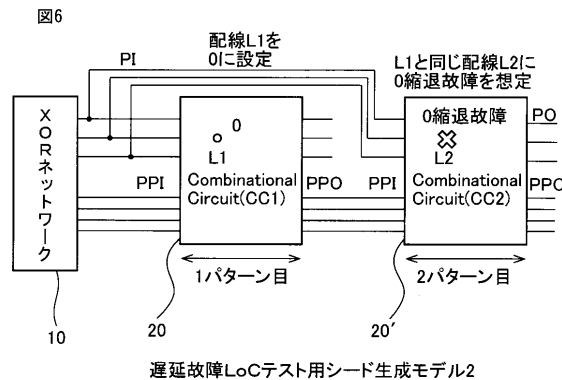 図6
PI
配線L1を
0に設定
L1と同じ配線L2に
0縮退故障を想定
XORネットワーク
0
L1
0縮退故障
L2
PO
PPI
Combinational
Circuit(CC1)
PPO
PPI
Combinational
Circuit(CC2)
PPO
1パターン目
2パターン目
10
20
20′
遅延故障LoCテスト用シード生成モデル2